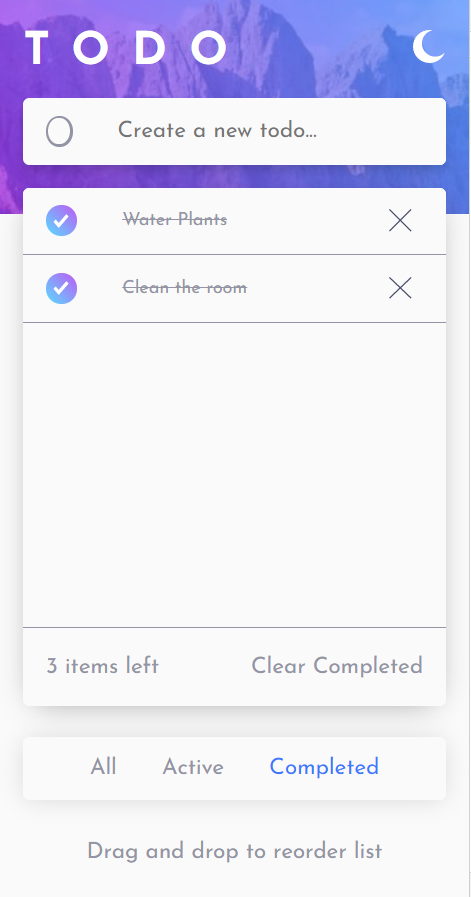 TODO
Create a new todo...
Water Plants
Clean the room
3 items left Clear Completed
All Active Completed
Drag and drop to reorder list